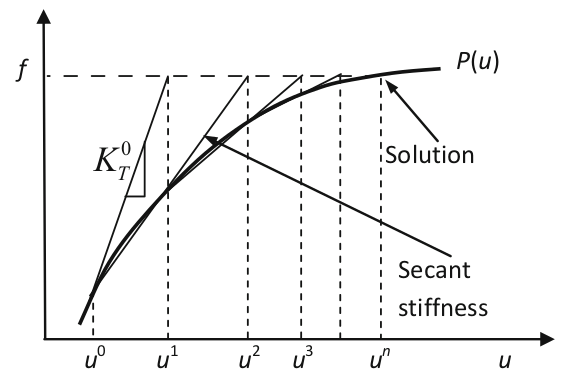 f
P(u)
K_T^0
Solution
Secant
stiffness
u^0 u^1 u^2 u^3 u^n u